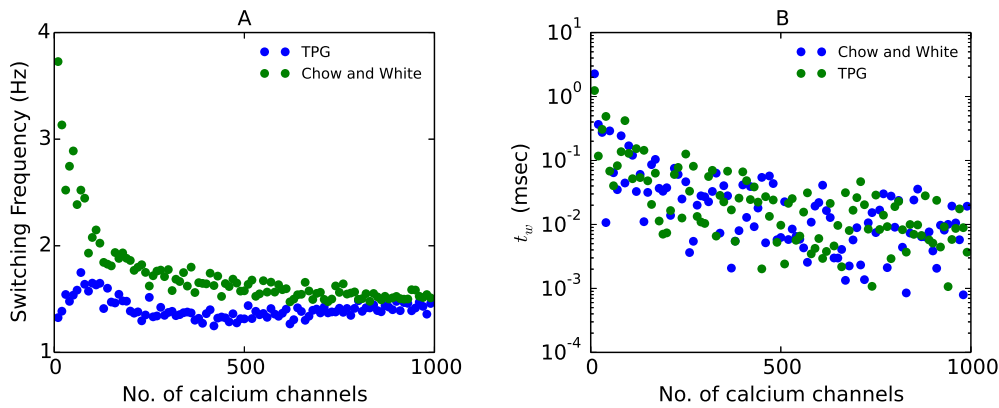 A
Switching Frequency (Hz)
4
3
2
1
TPG
Chow and White
0
500
1000
No. of calcium channels
B
t_w (msec)
10^1
10^0
10^-1
10^-2
10^-3
10^-4
Chow and White
TPG
0
500
1000
No. of calcium channels